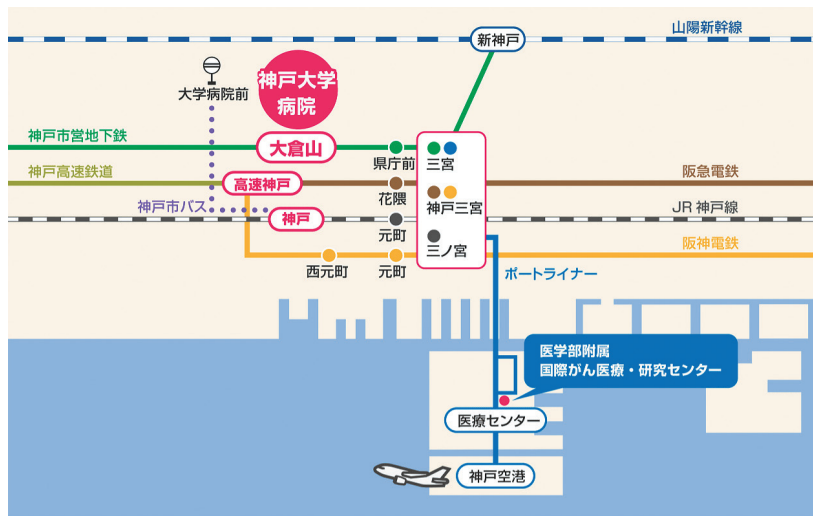 山陽新幹線
新神戸
大学病院前
神戸大学
病院
神戸市営地下鉄
大倉山
県庁前
三宮
神戸高速鉄道
高速神戸
花隈
神戸三宮
阪急電鉄
神戸市バス
神戸
元町
三ノ宮
JR 神戸線
西元町
元町
阪神電鉄
ポートライナー
医学部附属
国際がん医療・研究センター
医療センター
神戸空港